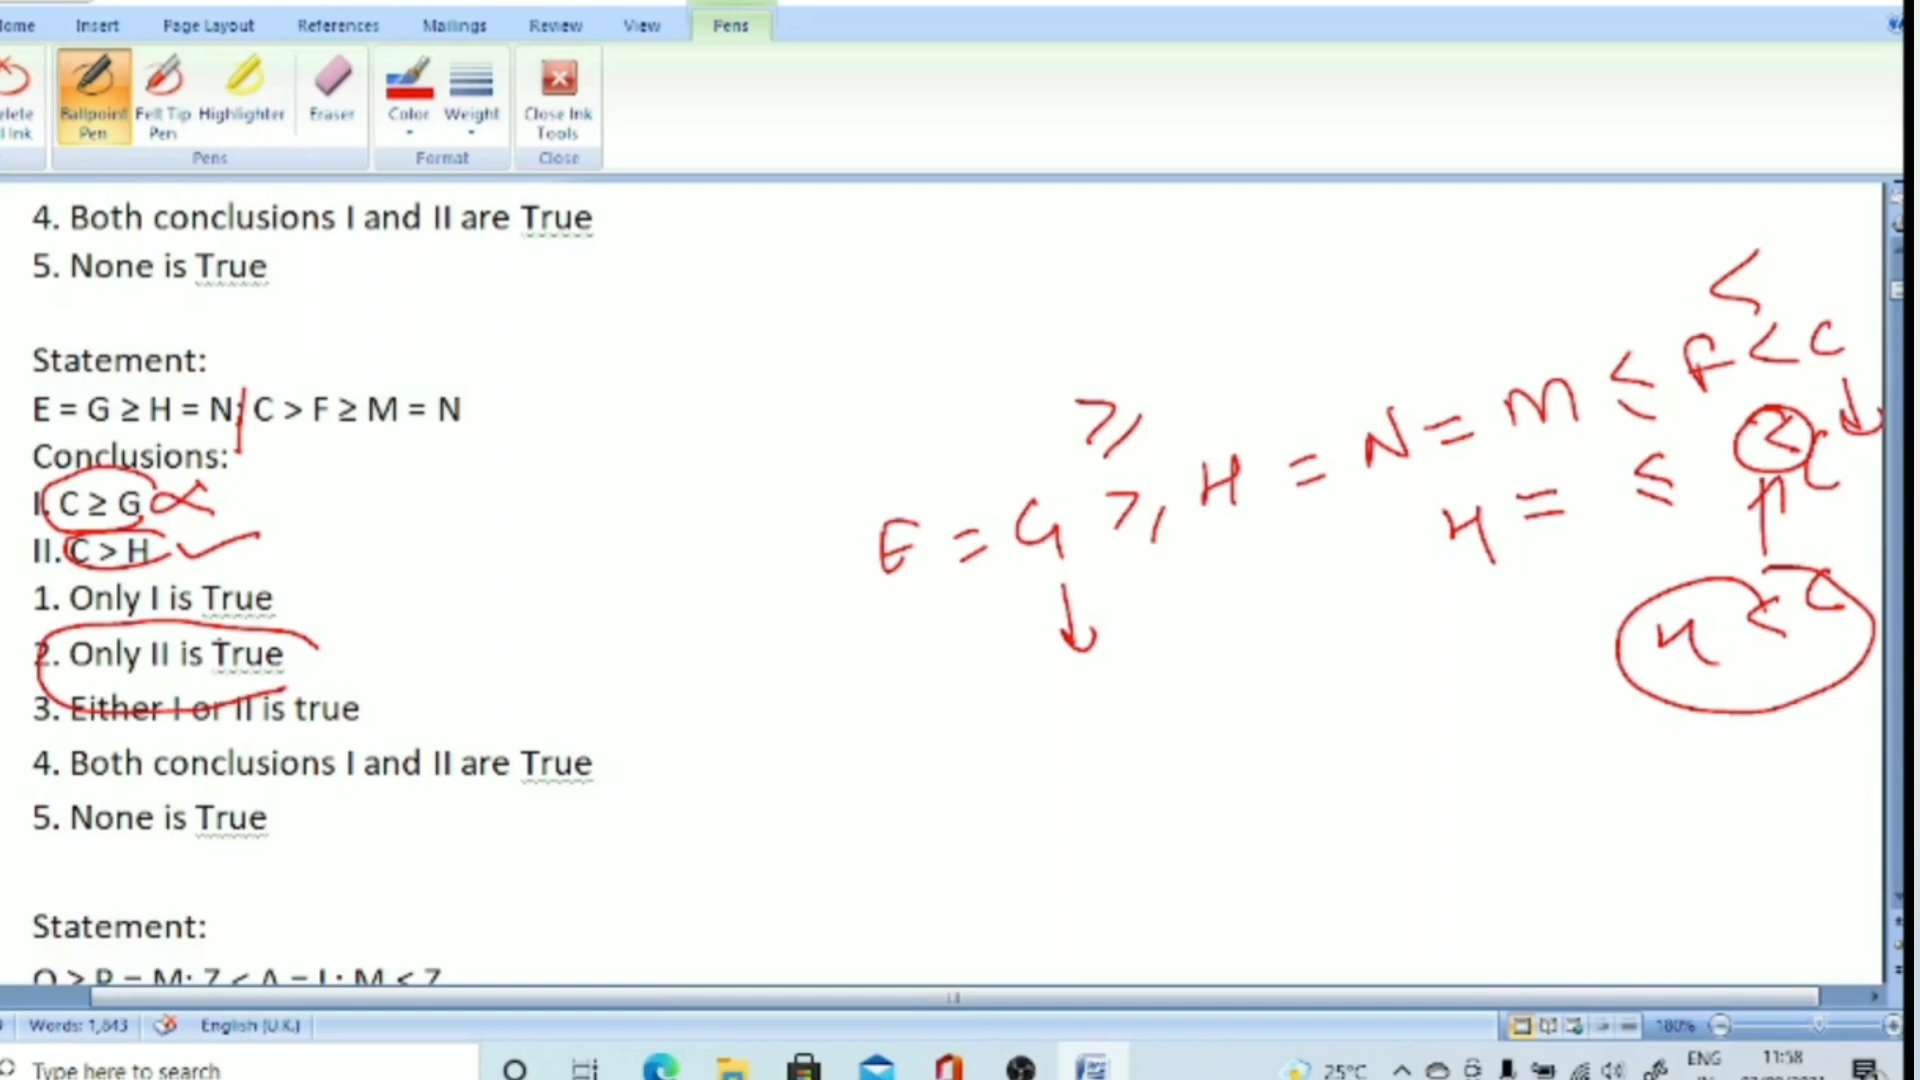 Home Insert Page Layout References Mailings Review View Pens
Ballpoint Pen Felt Tip Pen Highlighter Eraser Color Weight Close Ink Tools
Pens Format Close
4. Both conclusions I and II are True
5. None is True
Statement:
E = G ≥ H = N; C > F ≥ M = N
Conclusions:
I. C ≥ G
II. C > H
1. Only I is True
2. Only II is True
3. Either I or II is true
4. Both conclusions I and II are True
5. None is True
Statement:
<
E = G ≥ H = N = M ≤ F < C
≥
H = ≤ < C
H < C
Words: 1,643 English (U.K.) 180%
Type here to search 25°C ENG 11:58